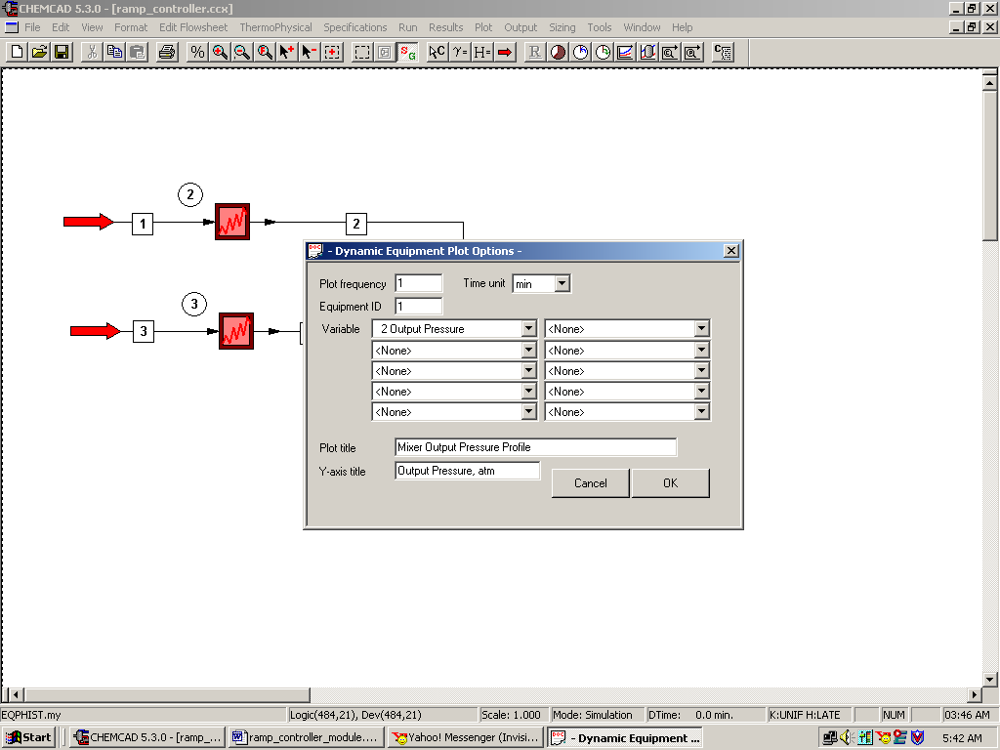 CHEMCAD 5.3.0 - [ramp_controller.ccx]
File Edit View Format Edit Flowsheet ThermoPhysical Specifications Run Results Plot Output Sizing Tools Window Help
2
1
2
- Dynamic Equipment Plot Options -
Plot frequency 1 Time unit min
Equipment ID 1
3
3
Variable 2 Output Pressure <None>
<None> <None>
<None> <None>
<None> <None>
<None> <None>
Plot title Mixer Output Pressure Profile
Y-axis title Output Pressure, atm
Cancel OK
EQPHIST.my Logic(484,21), Dev(484,21) Scale: 1.000 Mode: Simulation DTime: 0.0 min. K:UNIF H:LATE NUM 03:46 AM
Start CHEMCAD 5.3.0 - [ramp_... ramp_controller_module.... Yahoo! Messenger (Invisi... - Dynamic Equipment ... 5:42 AM